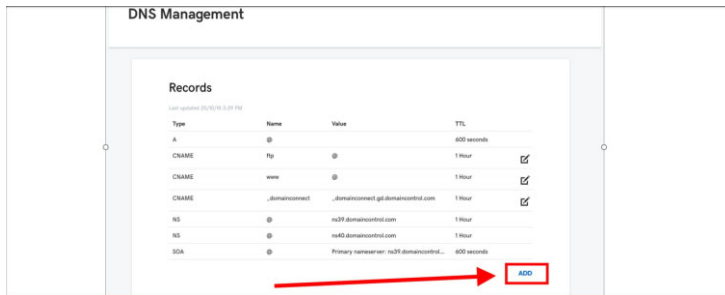 DNS Management
Records
Type Name Value TTL
A @ 600 seconds
CNAME ftp @ 1 Hour
CNAME www @ 1 Hour
CNAME _domainconnect _domainconnect.gd.domaincontrol.com 1 Hour
NS @ ns39.domaincontrol.com 1 Hour
NS @ ns40.domaincontrol.com 1 Hour
SOA @ Primary nameserver: ns39.domaincontrol... 600 seconds
ADD